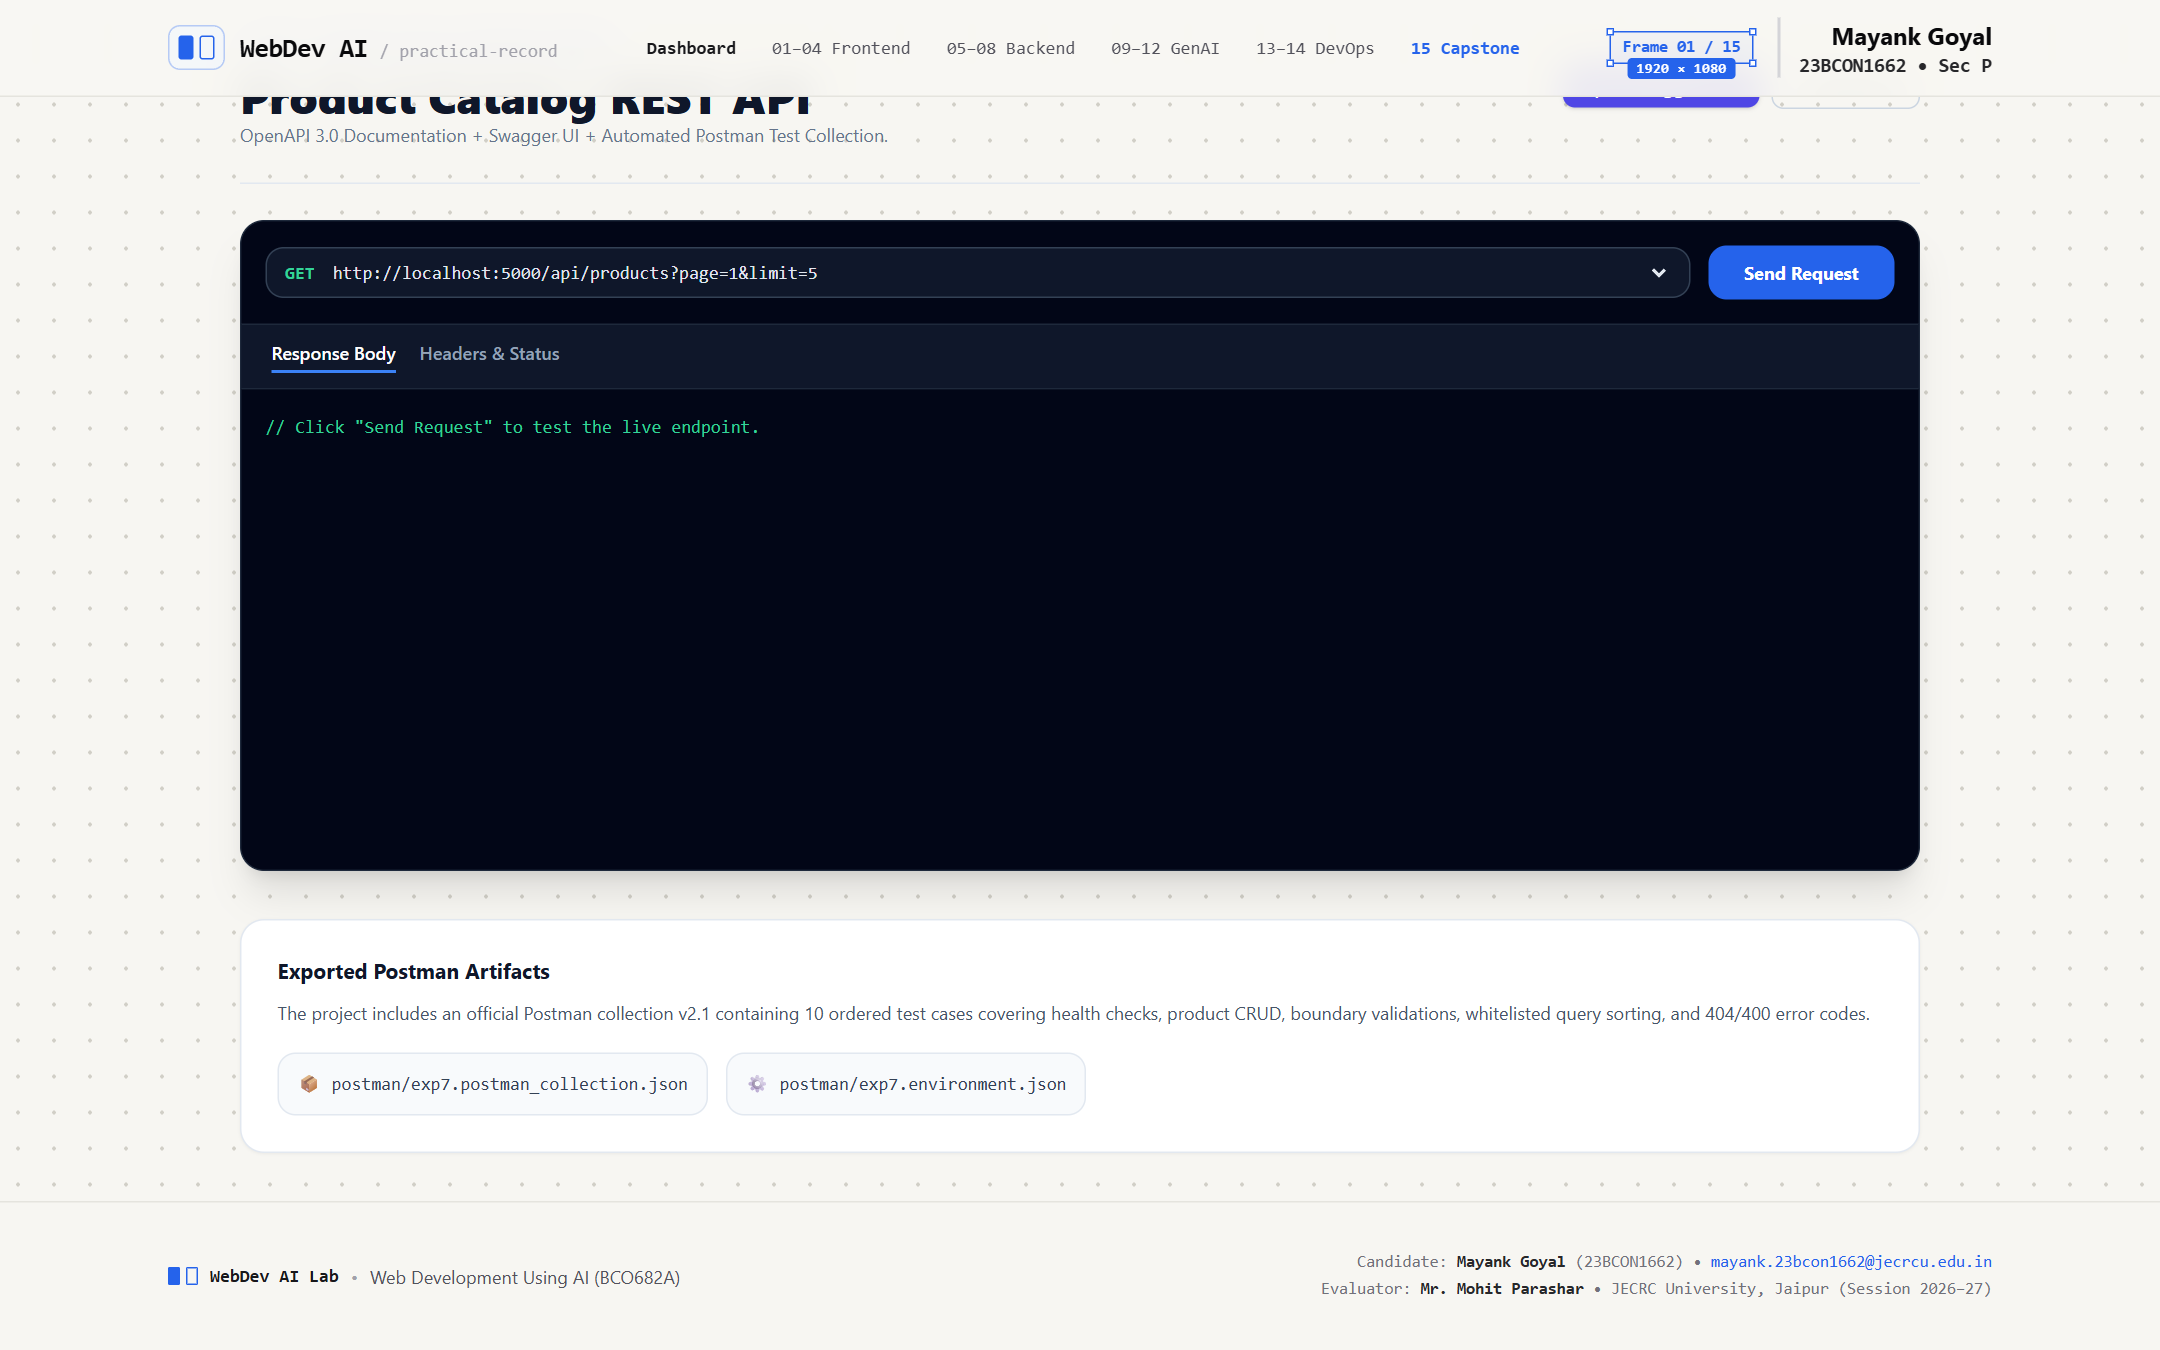 WebDev AI / practical-record
Dashboard
01–04 Frontend
05–08 Backend
09–12 GenAI
13–14 DevOps
15 Capstone
Frame 01 / 15
1920 × 1080
Mayank Goyal
23BCON1662 • Sec P
Product Catalog REST API
OpenAPI 3.0 Documentation + Swagger UI + Automated Postman Test Collection.
GET http://localhost:5000/api/products?page=1&limit=5
Send Request
Response Body
Headers & Status
// Click "Send Request" to test the live endpoint.
Exported Postman Artifacts
The project includes an official Postman collection v2.1 containing 10 ordered test cases covering health checks, product CRUD, boundary validations, whitelisted query sorting, and 404/400 error codes.
postman/exp7.postman_collection.json
postman/exp7.environment.json
WebDev AI Lab • Web Development Using AI (BCO682A)
Candidate: Mayank Goyal (23BCON1662) • mayank.23bcon1662@jecrcu.edu.in
Evaluator: Mr. Mohit Parashar • JECRC University, Jaipur (Session 2026–27)